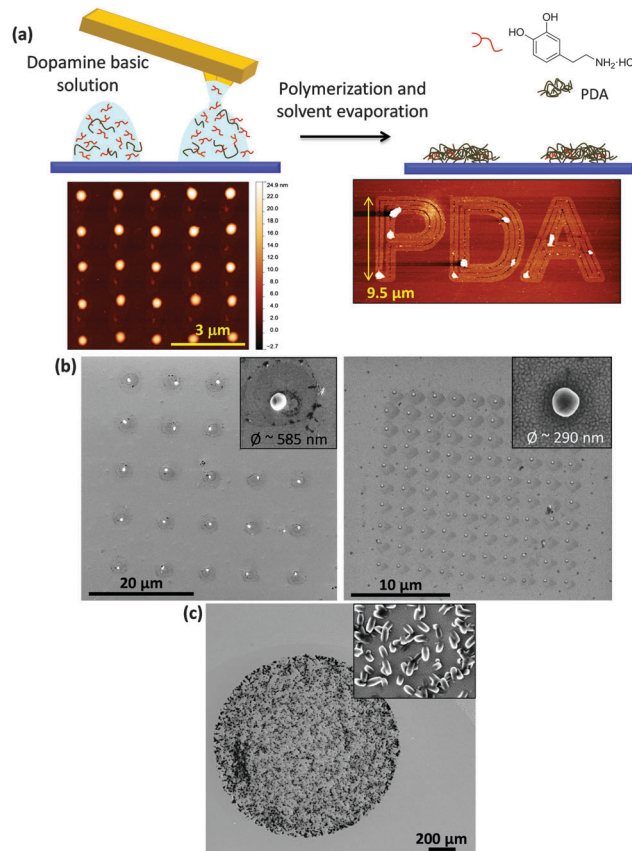 (a)
Dopamine basic
solution
Polymerization and
solvent evaporation
HO
HO
NH2·HCl
PDA
24.9 nm
22.0
20.0
18.0
16.0
14.0
12.0
10.0
8.0
6.0
4.0
2.0
0.0
-2.7
3 µm
PDA
9.5 µm
(b)
Ø ~ 585 nm
20 µm
Ø ~ 290 nm
10 µm
(c)
200 µm